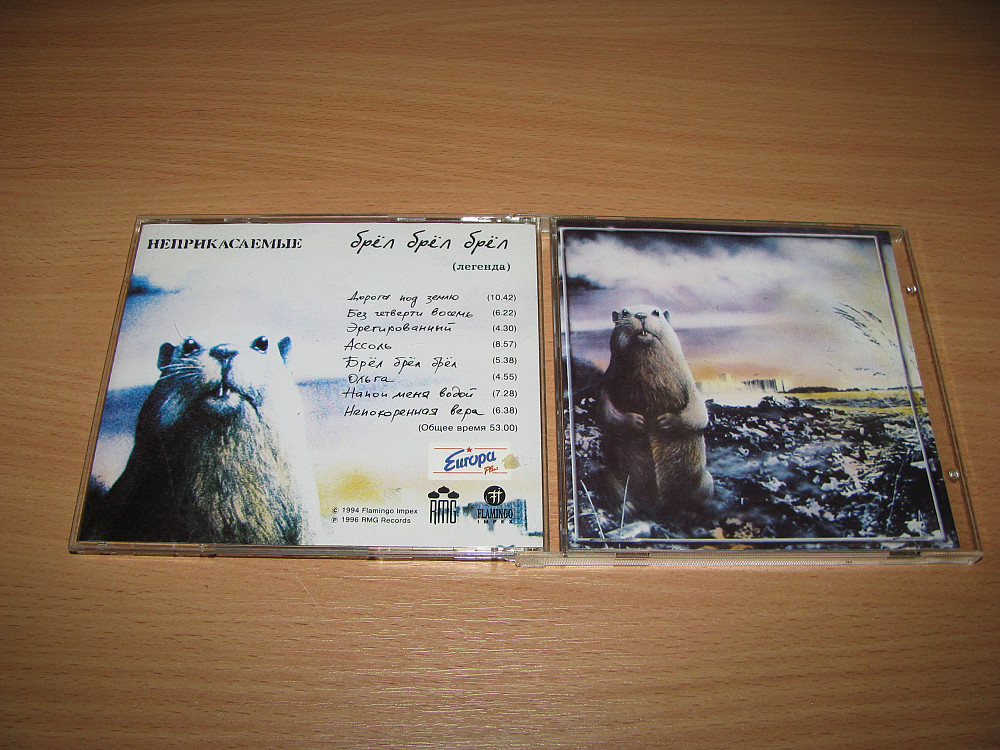 НЕПРИКАСАЕМЫЕ
брёл брёл брёл
(легенда)
Дорога под землю (10.42)
Без четверти восемь (6.22)
Эрегированный (4.30)
Ассоль (8.57)
Брёл брёл брёл (5.38)
Ольга (4.55)
Напои меня водой (7.28)
Непокоренная вера (6.38)
(Общее время 53.00)
Europa
Plus
© 1994 Flamingo Impex
℗ 1996 RMG Records
RMG
FLAMINGO
IMPEX